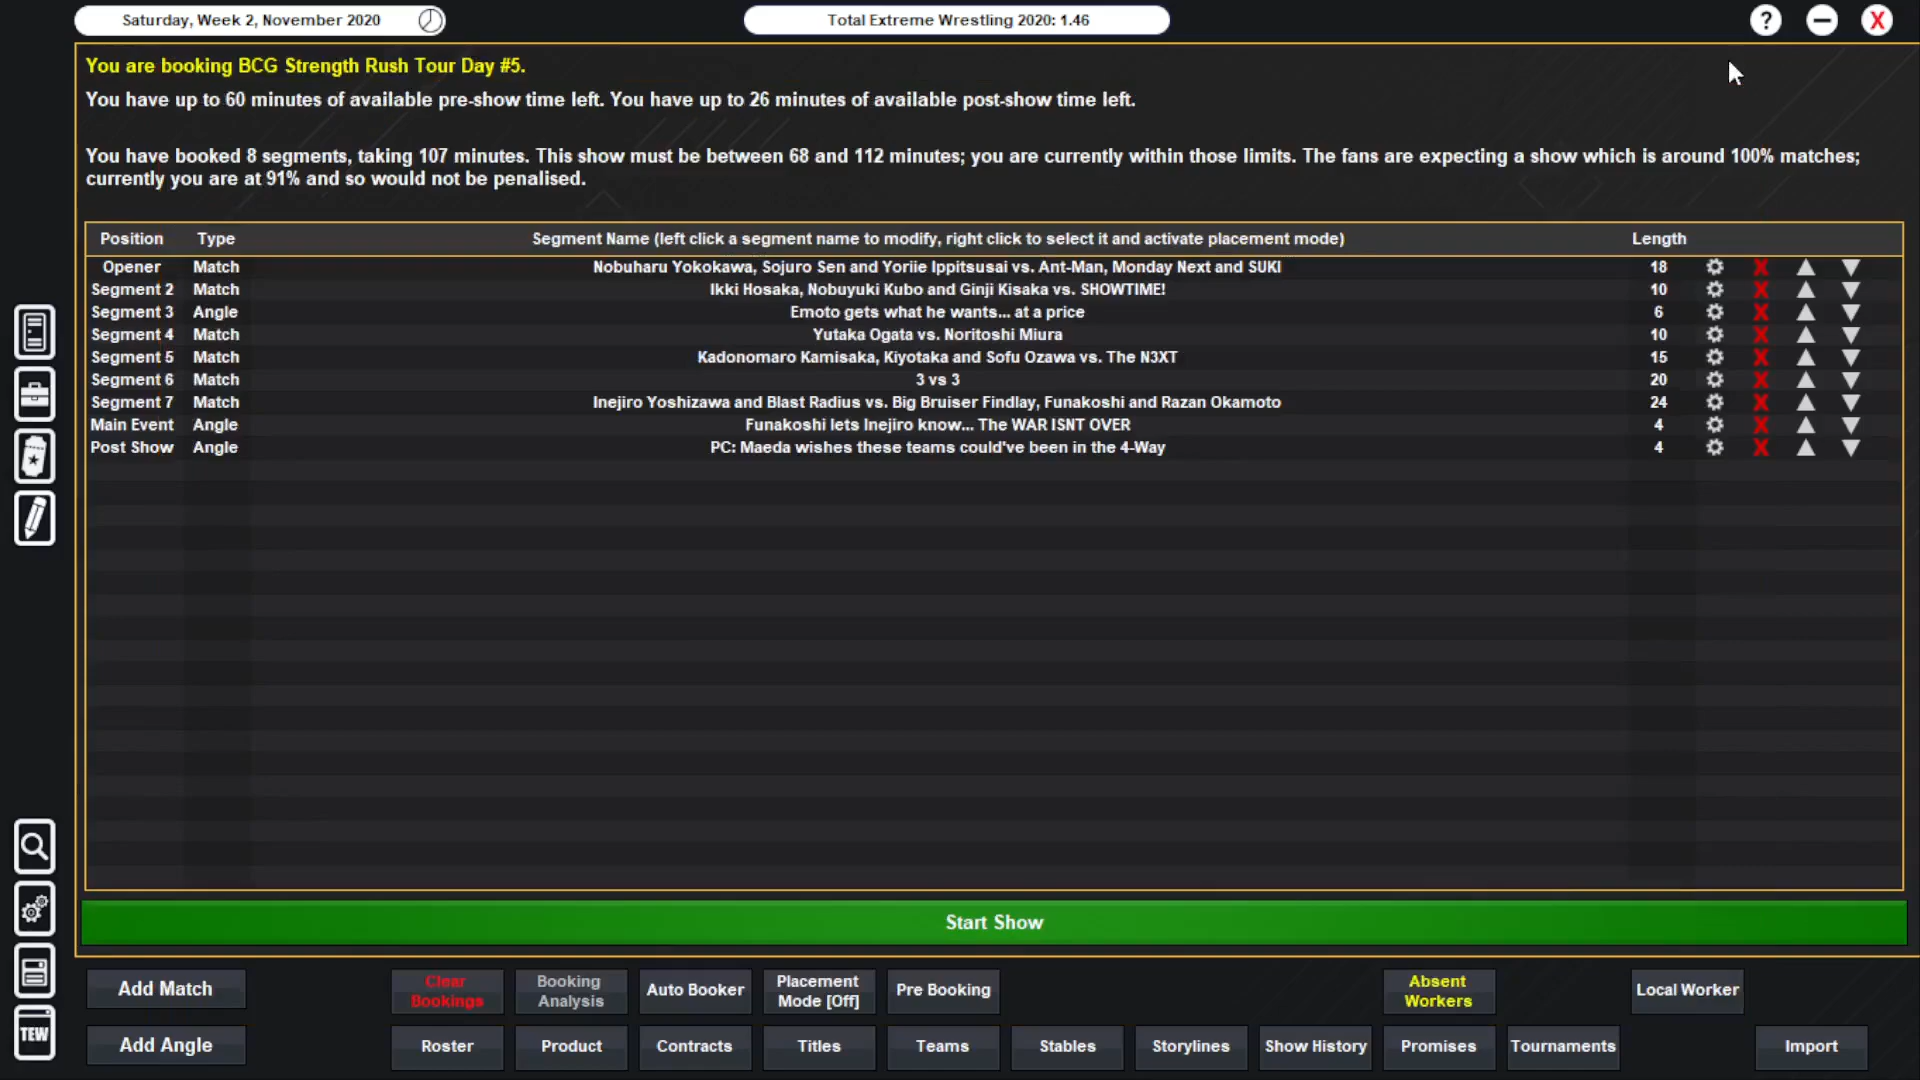 Saturday, Week 2, November 2020
Total Extreme Wrestling 2020: 1.46
?
X
You are booking BCG Strength Rush Tour Day #5.
You have up to 60 minutes of available pre-show time left. You have up to 26 minutes of available post-show time left.
You have booked 8 segments, taking 107 minutes. This show must be between 68 and 112 minutes; you are currently within those limits. The fans are expecting a show which is around 100% matches;
currently you are at 91% and so would not be penalised.
Position Type Segment Name (left click a segment name to modify, right click to select it and activate placement mode) Length
Opener Match Nobuharu Yokokawa, Sojuro Sen and Yoriie Ippitsusai vs. Ant-Man, Monday Next and SUKI 18 X
Segment 2 Match Ikki Hosaka, Nobuyuki Kubo and Ginji Kisaka vs. SHOWTIME! 10 X
Segment 3 Angle Emoto gets what he wants... at a price 6 X
Segment 4 Match Yutaka Ogata vs. Noritoshi Miura 10 X
Segment 5 Match Kadonomaro Kamisaka, Kiyotaka and Sofu Ozawa vs. The N3XT 15 X
Segment 6 Match 3 vs 3 20 X
Segment 7 Match Inejiro Yoshizawa and Blast Radius vs. Big Bruiser Findlay, Funakoshi and Razan Okamoto 24 X
Main Event Angle Funakoshi lets Inejiro know... The WAR ISNT OVER 4 X
Post Show Angle PC: Maeda wishes these teams could've been in the 4-Way 4 X
Start Show
Add Match
Clear Bookings
Booking Analysis
Auto Booker
Placement Mode [Off]
Pre Booking
Absent Workers
Local Worker
TEW
Add Angle
Roster
Product
Contracts
Titles
Teams
Stables
Storylines
Show History
Promises
Tournaments
Import